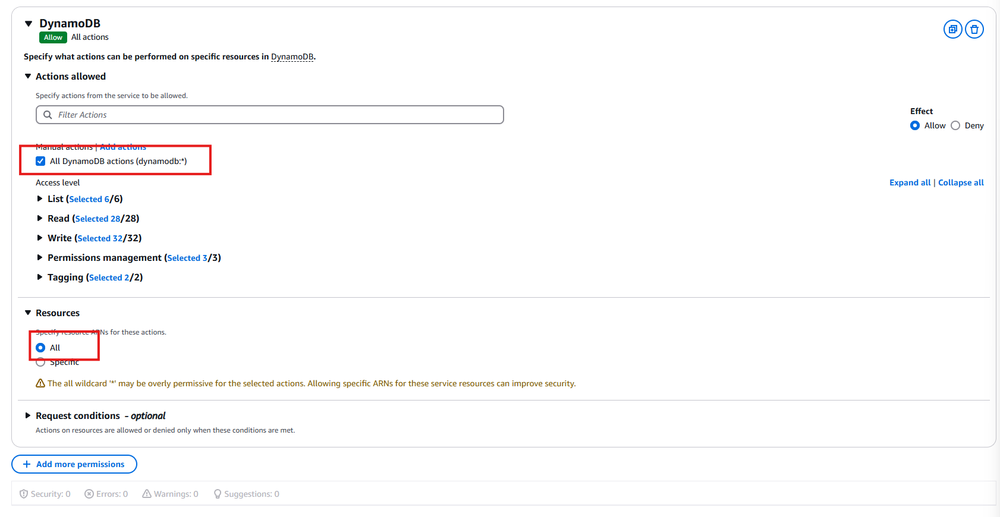 DynamoDB
Allow All actions
Specify what actions can be performed on specific resources in DynamoDB.
Actions allowed
Specify actions from the service to be allowed.
Filter Actions
Effect
Allow Deny
Manual actions | Add actions
All DynamoDB actions (dynamodb:*)
Access level
Expand all | Collapse all
List (Selected 6/6)
Read (Selected 28/28)
Write (Selected 32/32)
Permissions management (Selected 3/3)
Tagging (Selected 2/2)
Resources
Specify resource ARNs for these actions.
All
Specific
The all wildcard '*' may be overly permissive for the selected actions. Allowing specific ARNs for these service resources can improve security.
Request conditions - optional
Actions on resources are allowed or denied only when these conditions are met.
Add more permissions
Security: 0 Errors: 0 Warnings: 0 Suggestions: 0